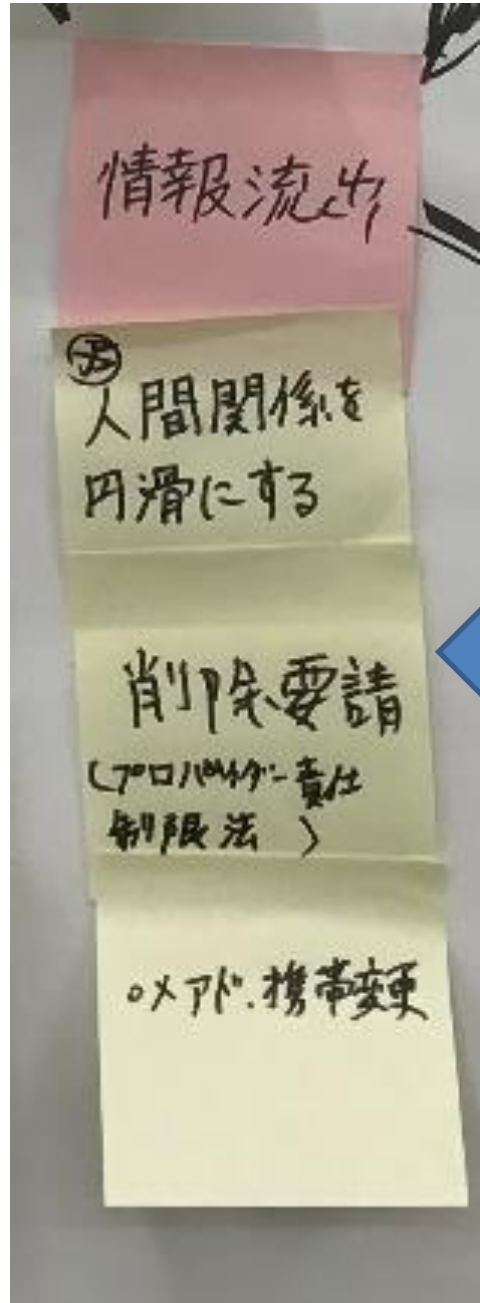 情報流出
人間関係を
円滑にする
削除要請
(プロバイダー責任
制限法)
○メアド.携帯変更